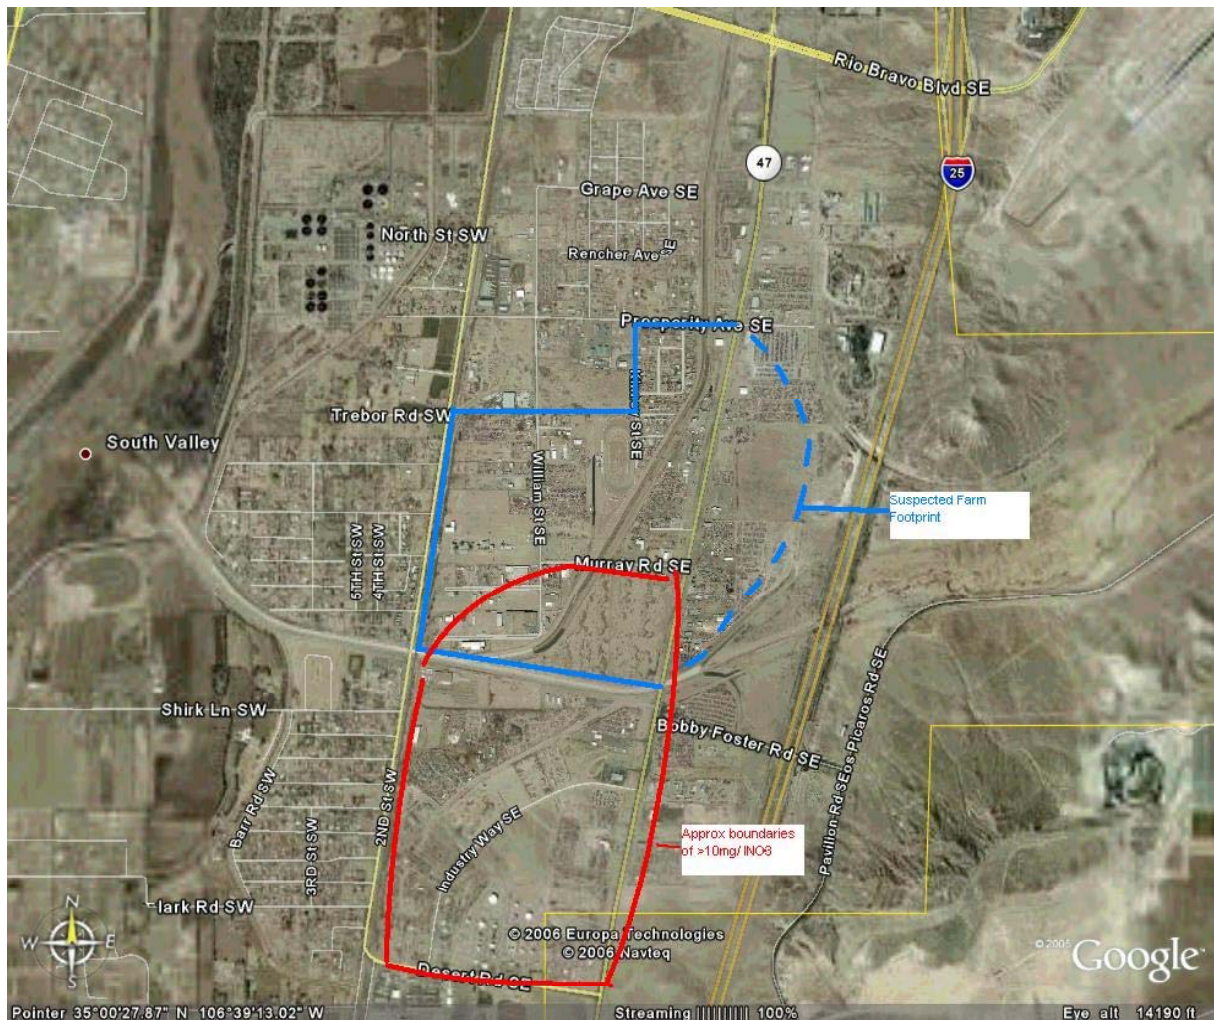 Rio Bravo Blvd SE
47
25
Grape Ave SE
North St SW
Rencher Ave SE
Prosperity Ave SE
Trebor Rd SW
South Valley
William St SE
St SE
Suspected Farm
Footprint
5TH St SW
4TH St SW
Murray Rd SE
Shirk Ln SW
Bobby Foster Rd SE
Los Picaros Rd SE
Pavilion Rd SE
Barr Rd SW
3RD St SW
2ND St SW
Industry Way SE
Approx boundaries
of >10mg/ lNO3
lark Rd SW
N
W E
S
© 2006 Europa Technologies
© 2006 Navteq
Desert Rd SE
© 2005 Google
Pointer 35°00'27.87" N 106°39'13.02" W
Streaming |||||||||| 100%
Eye alt 14190 ft